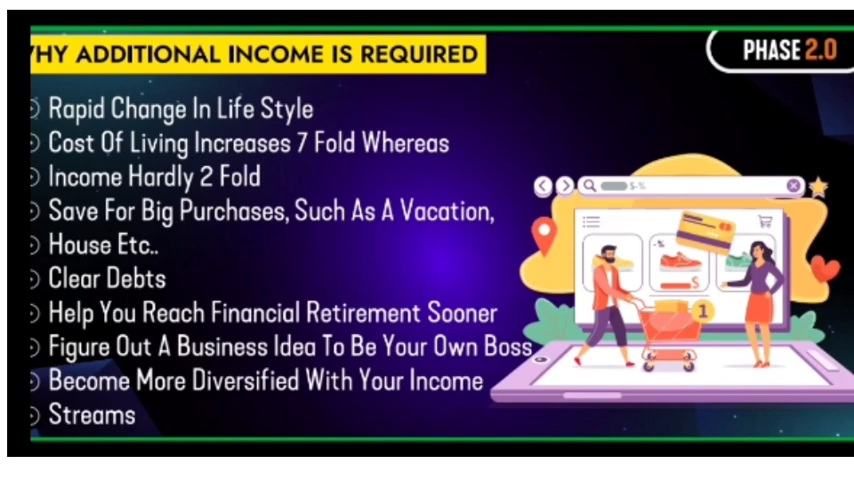 WHY ADDITIONAL INCOME IS REQUIRED
PHASE 2.0
Rapid Change In Life Style
Cost Of Living Increases 7 Fold Whereas
Income Hardly 2 Fold
Save For Big Purchases, Such As A Vacation,
House Etc..
Clear Debts
Help You Reach Financial Retirement Sooner
Figure Out A Business Idea To Be Your Own Boss
Become More Diversified With Your Income
Streams
$-%
-%
$
1